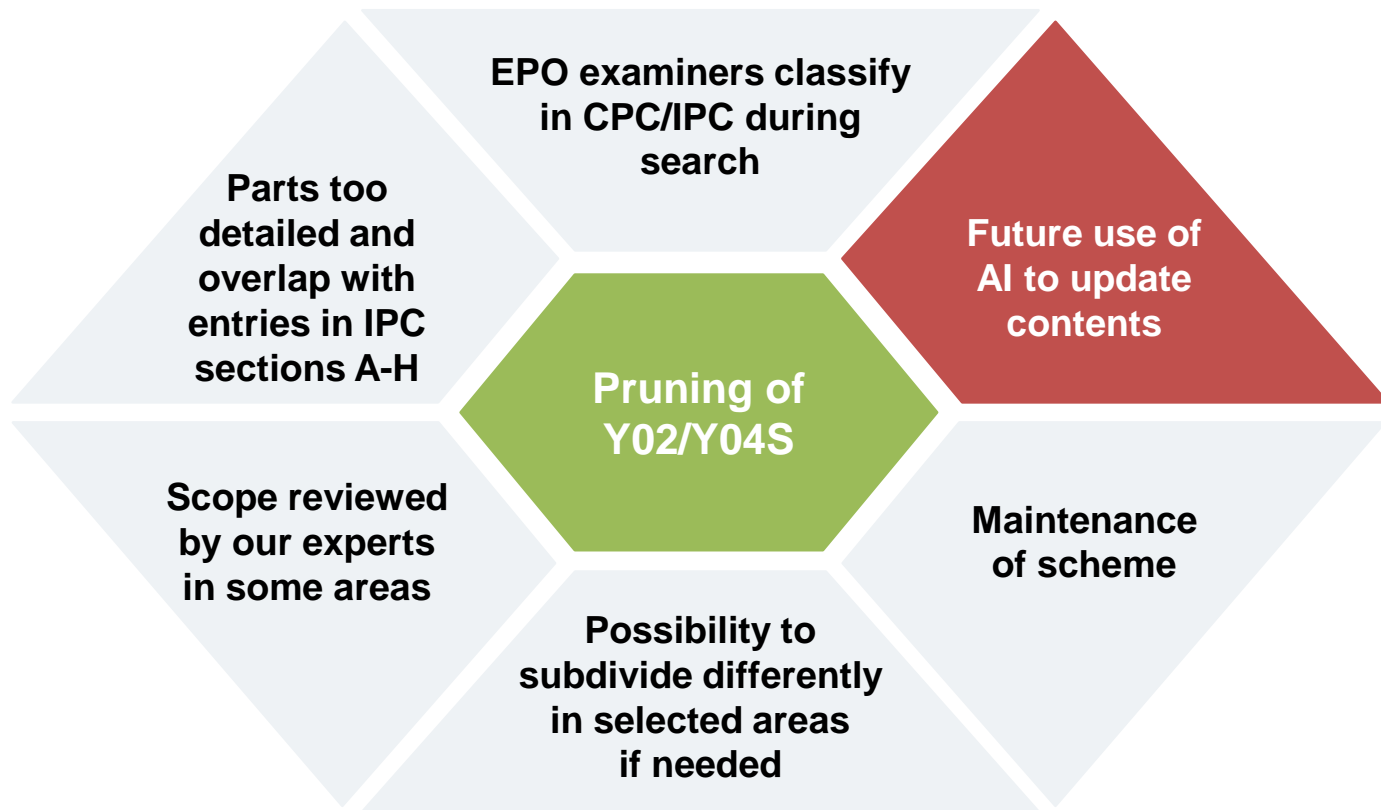 EPO examiners classify
in CPC/IPC during
search
Parts too
detailed and
overlap with
entries in IPC
sections A-H
Future use of
AI to update
contents
Pruning of
Y02/Y04S
Scope reviewed
by our experts
in some areas
Maintenance
of scheme
Possibility to
subdivide differently
in selected areas
if needed